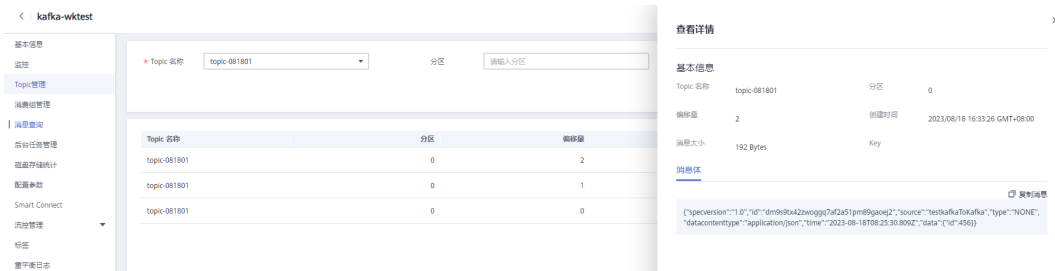 kafka-wktest
基本信息
监控
Topic管理
消费组管理
消息查询
后台任务管理
磁盘存储统计
配置参数
Smart Connect
流控管理
标签
重平衡日志
* Topic 名称 topic-081801 分区 请输入分区
Topic 名称 分区 偏移量
topic-081801 0 2
topic-081801 0 1
topic-081801 0 0
查看详情
基本信息
Topic 名称 topic-081801 分区 0
偏移量 2 创建时间 2023/08/18 16:33:26 GMT+08:00
消息大小 192 Bytes Key
消息体
复制消息
{"specversion":"1.0","id":"dm9s9tx42zwoggq7af2a51pm89gaoej2","source":"testkafkaToKafka","type":"NONE",
"datacontenttype":"application/json","time":"2023-08-18T08:25:30.809Z","data":{"id":456}}